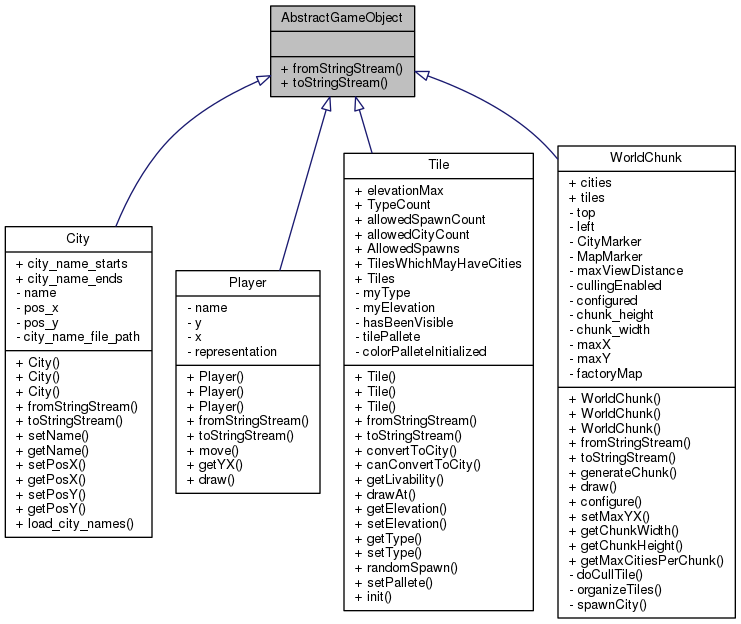 AbstractGameObject
+ fromStringStream()
+ toStringStream()
City
+ city_name_starts
+ city_name_ends
- name
- pos_x
- pos_y
- city_name_file_path
+ City()
+ City()
+ City()
+ fromStringStream()
+ toStringStream()
+ setName()
+ getName()
+ setPosX()
+ getPosX()
+ setPosY()
+ getPosY()
+ load_city_names()
Player
- name
- y
- x
- representation
+ Player()
+ Player()
+ Player()
+ fromStringStream()
+ toStringStream()
+ move()
+ getYX()
+ draw()
Tile
+ elevationMax
+ TypeCount
+ allowedSpawnCount
+ allowedCityCount
+ AllowedSpawns
+ TilesWhichMayHaveCities
+ Tiles
- myType
- myElevation
- hasBeenVisible
- tilePallete
- colorPalleteInitialized
+ Tile()
+ Tile()
+ Tile()
+ fromStringStream()
+ toStringStream()
+ convertToCity()
+ canConvertToCity()
+ getLivability()
+ drawAt()
+ getElevation()
+ setElevation()
+ getType()
+ setType()
+ randomSpawn()
+ setPallete()
+ init()
WorldChunk
+ cities
+ tiles
- top
- left
- CityMarker
- MapMarker
- maxViewDistance
- cullingEnabled
- configured
- chunk_height
- chunk_width
- maxX
- maxY
- factoryMap
+ WorldChunk()
+ WorldChunk()
+ WorldChunk()
+ fromStringStream()
+ toStringStream()
+ generateChunk()
+ draw()
+ configure()
+ setMaxYX()
+ getChunkWidth()
+ getChunkHeight()
+ getMaxCitiesPerChunk()
- doCullTile()
- organizeTiles()
- spawnCity()